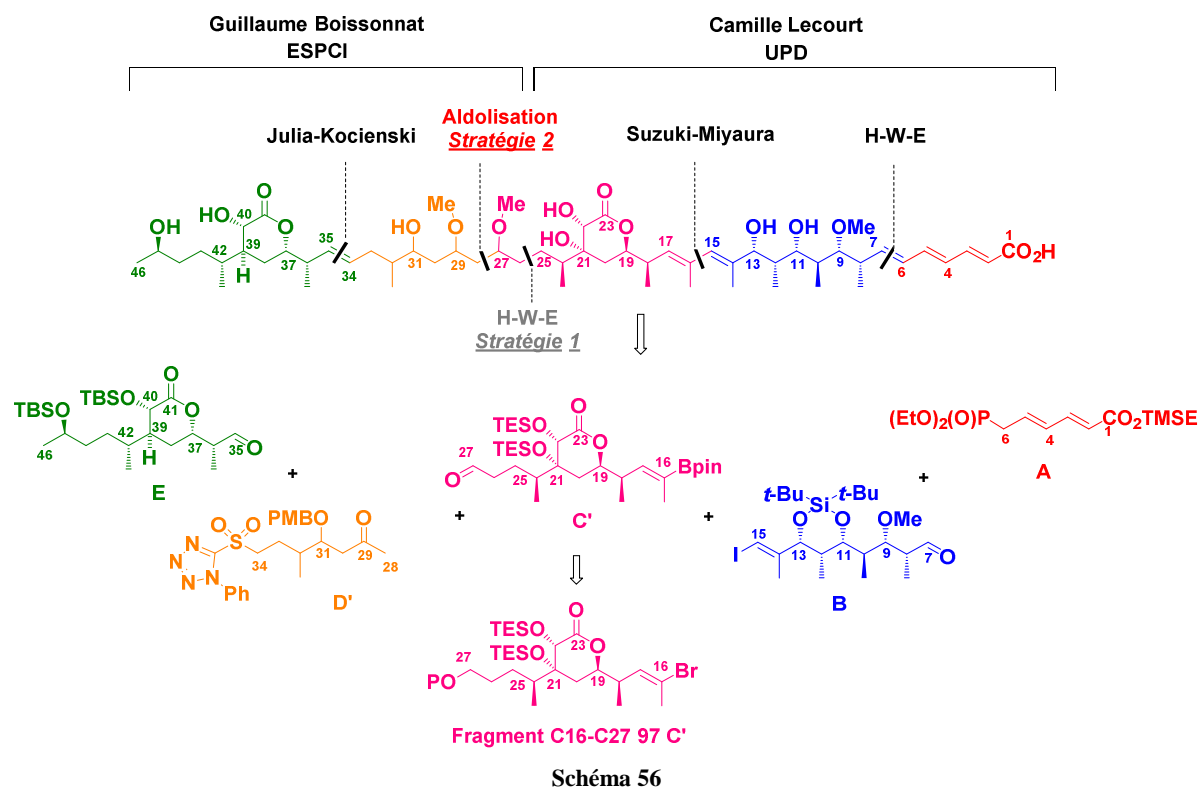 Guillaume Boissonnat
ESPCI
Camille Lecourt
UPD
Julia-Kocienski
Aldolisation
Stratégie 2
Suzuki-Miyaura
H-W-E
OH HO 40 O O 42 39 37 46 H 35 34
HO Me O 31 29
Me O 27 25
HO HO O 23 O 21 19 17
15 OH OH OMe 13 11 9 7
6 4 1 CO2H
H-W-E
Stratégie 1
TBSO TBSO 40 O 41 O 39 42 37 35 O 46 H
E
+
O O S PMBO O N N N N Ph 34 31 29 28
D'
+
TESO TESO O 23 O 27 O 25 21 19 16 Bpin
C'
+
t-Bu t-Bu Si O O OMe I 15 13 11 9 7 O
B
+
(EtO)2(O)P 6 4 1 CO2TMSE
A
TESO TESO O 23 O 27 PO 25 21 19 16 Br
Fragment C16-C27 97 C'
Schéma 56